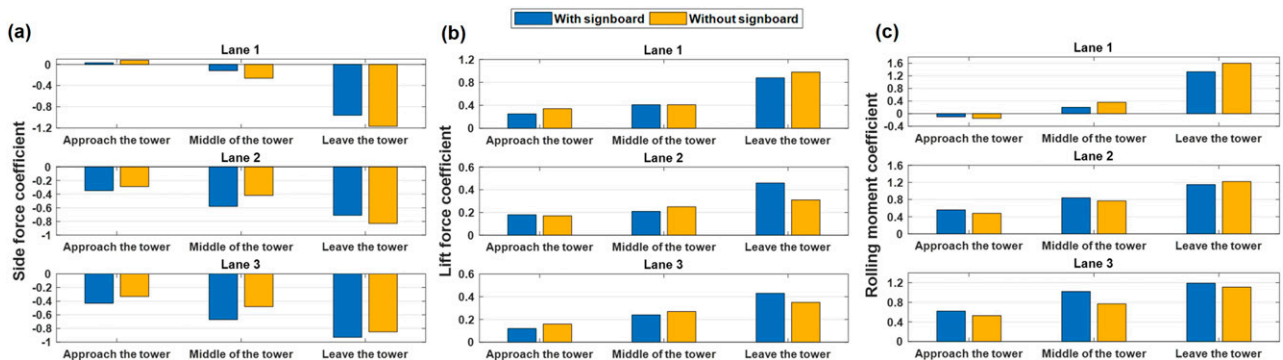 With signboard Without signboard
(a)
Side force coefficient
Lane 1
0
-0.4
-0.8
-1.2
Approach the tower Middle of the tower Leave the tower
Lane 2
0
-0.2
-0.4
-0.6
-0.8
-1
Approach the tower Middle of the tower Leave the tower
Lane 3
0
-0.2
-0.4
-0.6
-0.8
-1
Approach the tower Middle of the tower Leave the tower
(b)
Lift force coefficient
Lane 1
1.2
0.8
0.4
0
Approach the tower Middle of the tower Leave the tower
Lane 2
0.6
0.4
0.2
0
Approach the tower Middle of the tower Leave the tower
Lane 3
0.6
0.4
0.2
0
Approach the tower Middle of the tower Leave the tower
(c)
Rolling moment coefficient
Lane 1
1.6
1.2
0.8
0.4
0
-0.4
Approach the tower Middle of the tower Leave the tower
Lane 2
1.6
1.2
0.8
0.4
0
Approach the tower Middle of the tower Leave the tower
Lane 3
1.2
0.8
0.4
0
Approach the tower Middle of the tower Leave the tower